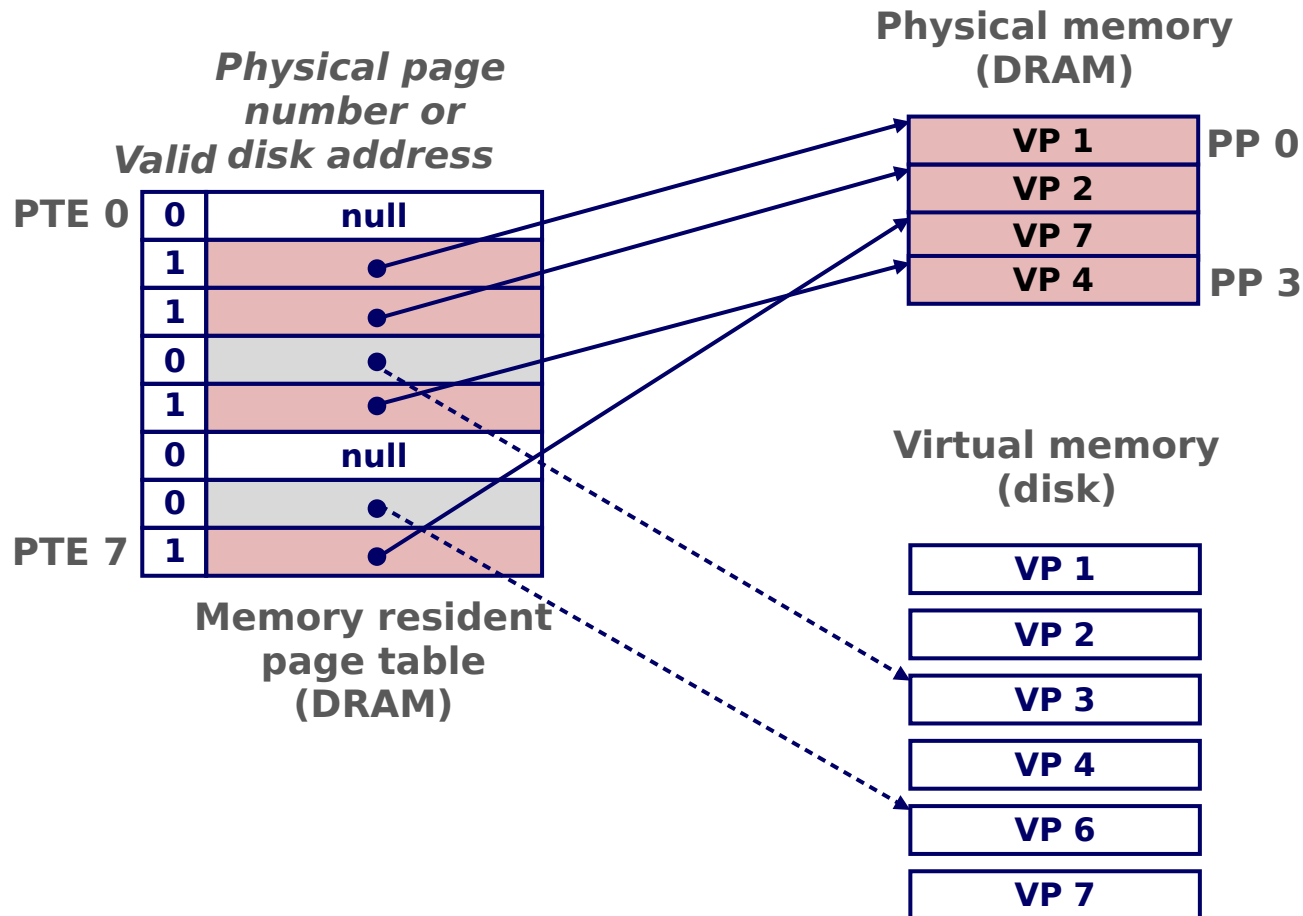 Physical memory
(DRAM)
Physical page
number or
Valid disk address
VP 1 PP 0
VP 2
VP 7
VP 4 PP 3
PTE 0 0 null
1
1
0
1
0 null
0
PTE 7 1
Memory resident
page table
(DRAM)
Virtual memory
(disk)
VP 1
VP 2
VP 3
VP 4
VP 6
VP 7